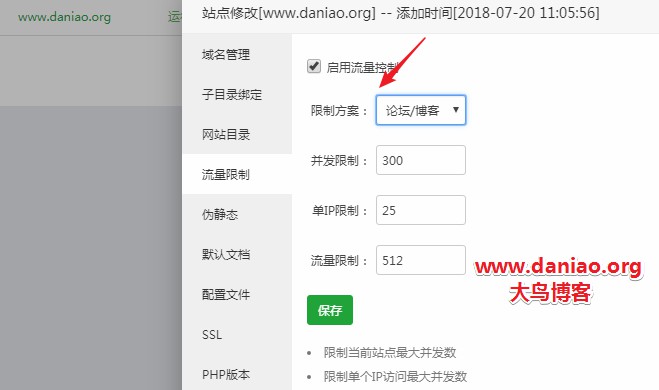 www.daniao.org
运
站点修改[www.daniao.org] -- 添加时间[2018-07-20 11:05:56]
域名管理
子目录绑定
网站目录
流量限制
伪静态
默认文档
配置文件
SSL
PHP版本
启用流量控制
限制方案： 论坛/博客
并发限制： 300
单IP限制： 25
流量限制： 512
www.daniao.org
大鸟博客
保存
限制当前站点最大并发数
限制单个IP访问最大并发数